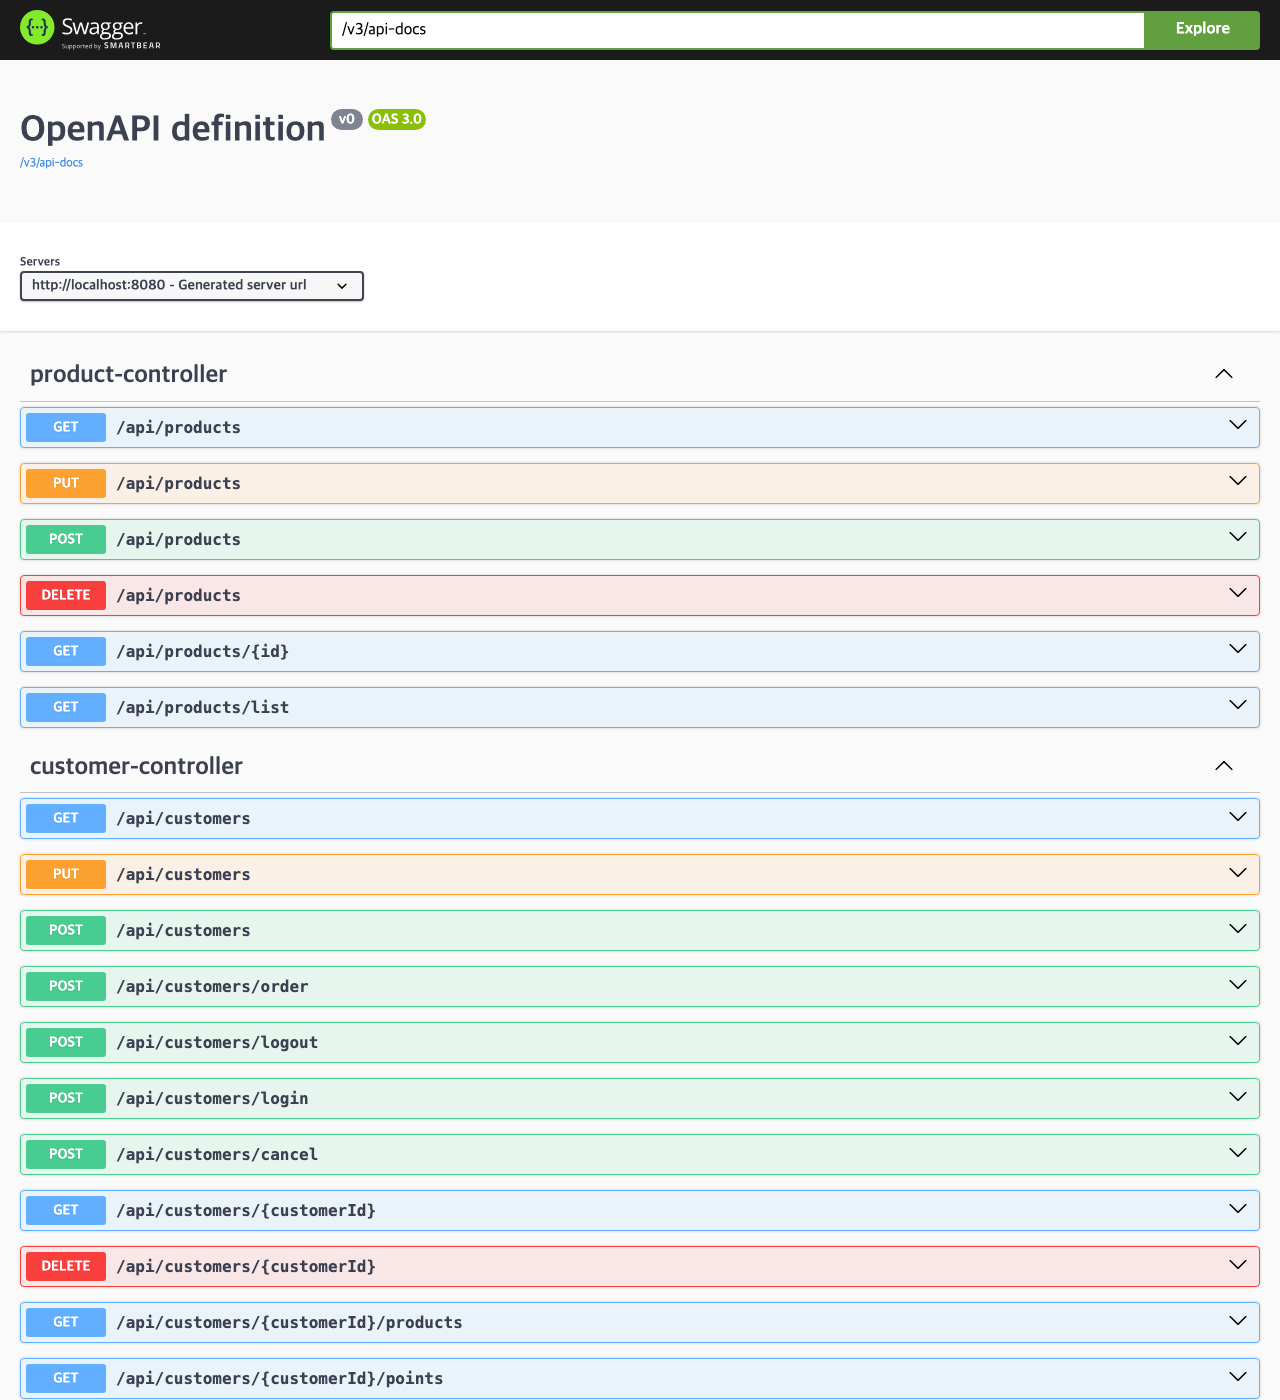 Swagger.
Supported by SMARTBEAR
/v3/api-docs
Explore
OpenAPI definition v0 OAS 3.0
/v3/api-docs
Servers
http://localhost:8080 - Generated server url
product-controller
GET /api/products
PUT /api/products
POST /api/products
DELETE /api/products
GET /api/products/{id}
GET /api/products/list
customer-controller
GET /api/customers
PUT /api/customers
POST /api/customers
POST /api/customers/order
POST /api/customers/logout
POST /api/customers/login
POST /api/customers/cancel
GET /api/customers/{customerId}
DELETE /api/customers/{customerId}
GET /api/customers/{customerId}/products
GET /api/customers/{customerId}/points